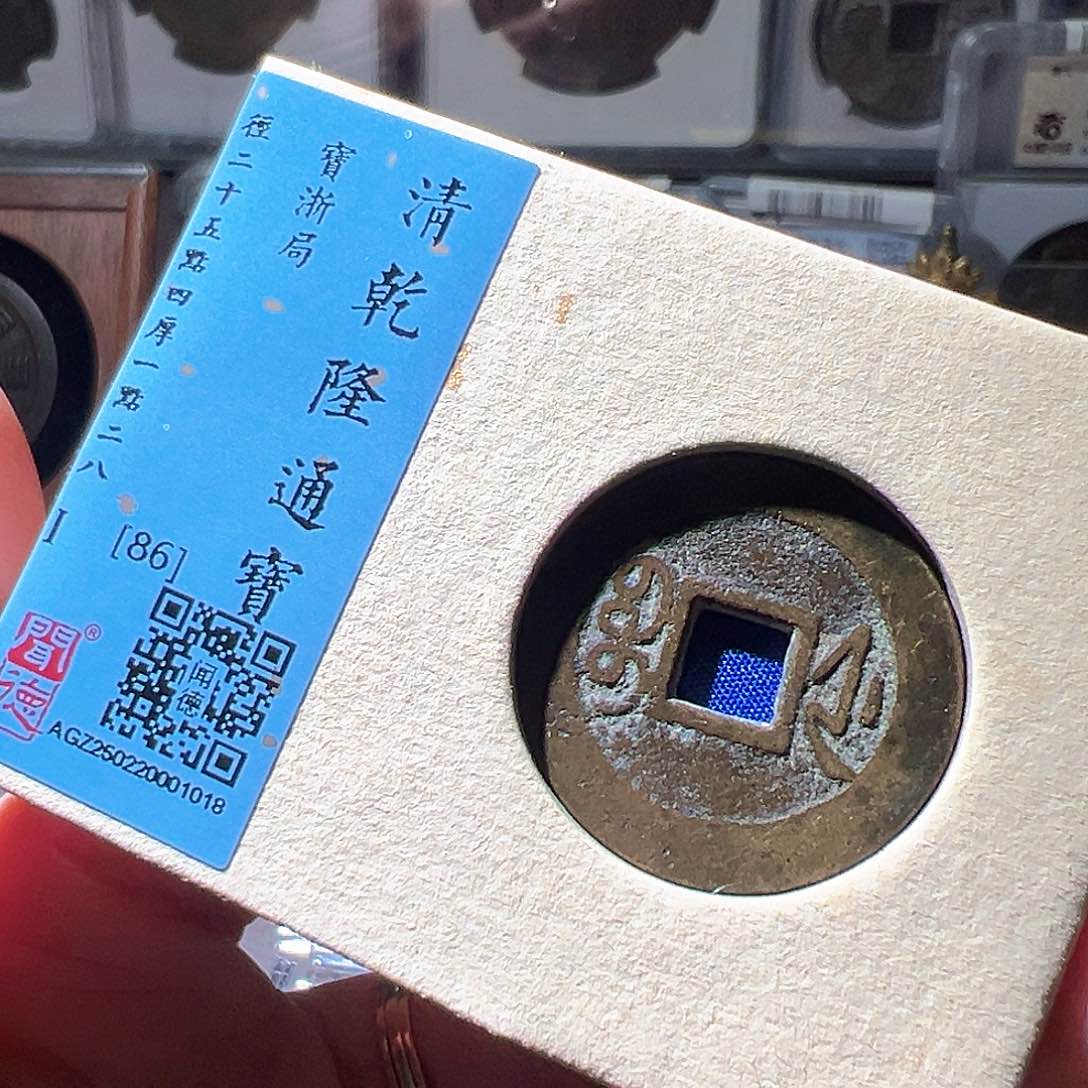 清乾隆通寶
寶浙局
徑二十五點四厚一點二八
I [86]
聞德®
闻德
AGZ250220001018